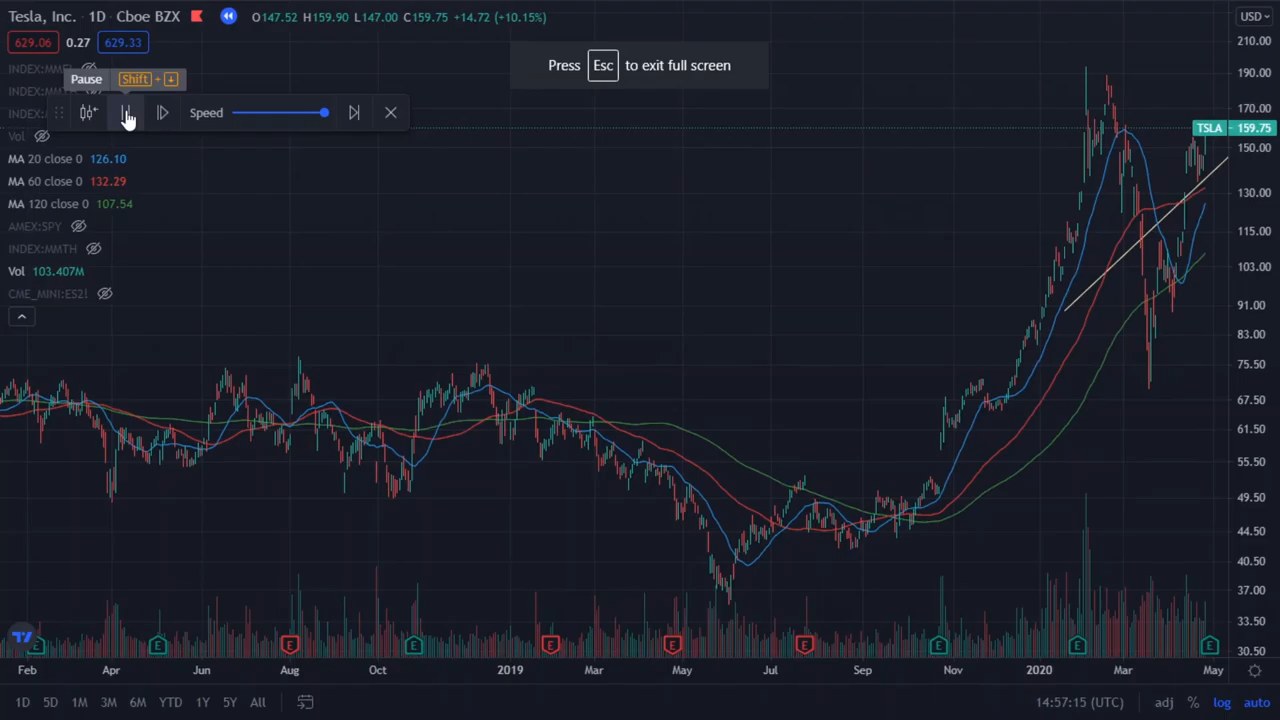 Tesla, Inc. · 1D · Cboe BZX O147.52 H159.90 L147.00 C159.75 +14.72 (+10.15%)
USD
629.06 0.27 629.33
Press Esc to exit full screen
Pause Shift + ↓
Speed
Vol
MA 20 close 0 126.10
MA 60 close 0 132.29
MA 120 close 0 107.54
AMEX:SPY
INDEX:MMTH
Vol 103.407M
CME_MINI:ES2!
210.00
190.00
170.00
TSLA 159.75
150.00
130.00
115.00
103.00
91.00
83.00
75.50
67.50
61.50
55.50
49.50
44.50
40.50
37.00
33.50
30.50
E E E E E E E E E E
Feb Apr Jun Aug Oct 2019 Mar May Jul Sep Nov 2020 Mar May
1D 5D 1M 3M 6M YTD 1Y 5Y All 14:57:15 (UTC) adj % log auto